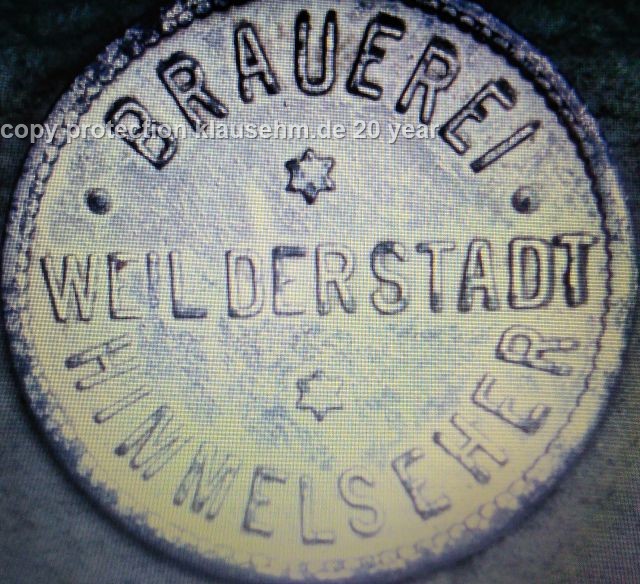 BRAUEREI
copy protection klausehm.de 20 year
WEILDERSTADT
HIMMELSEHER